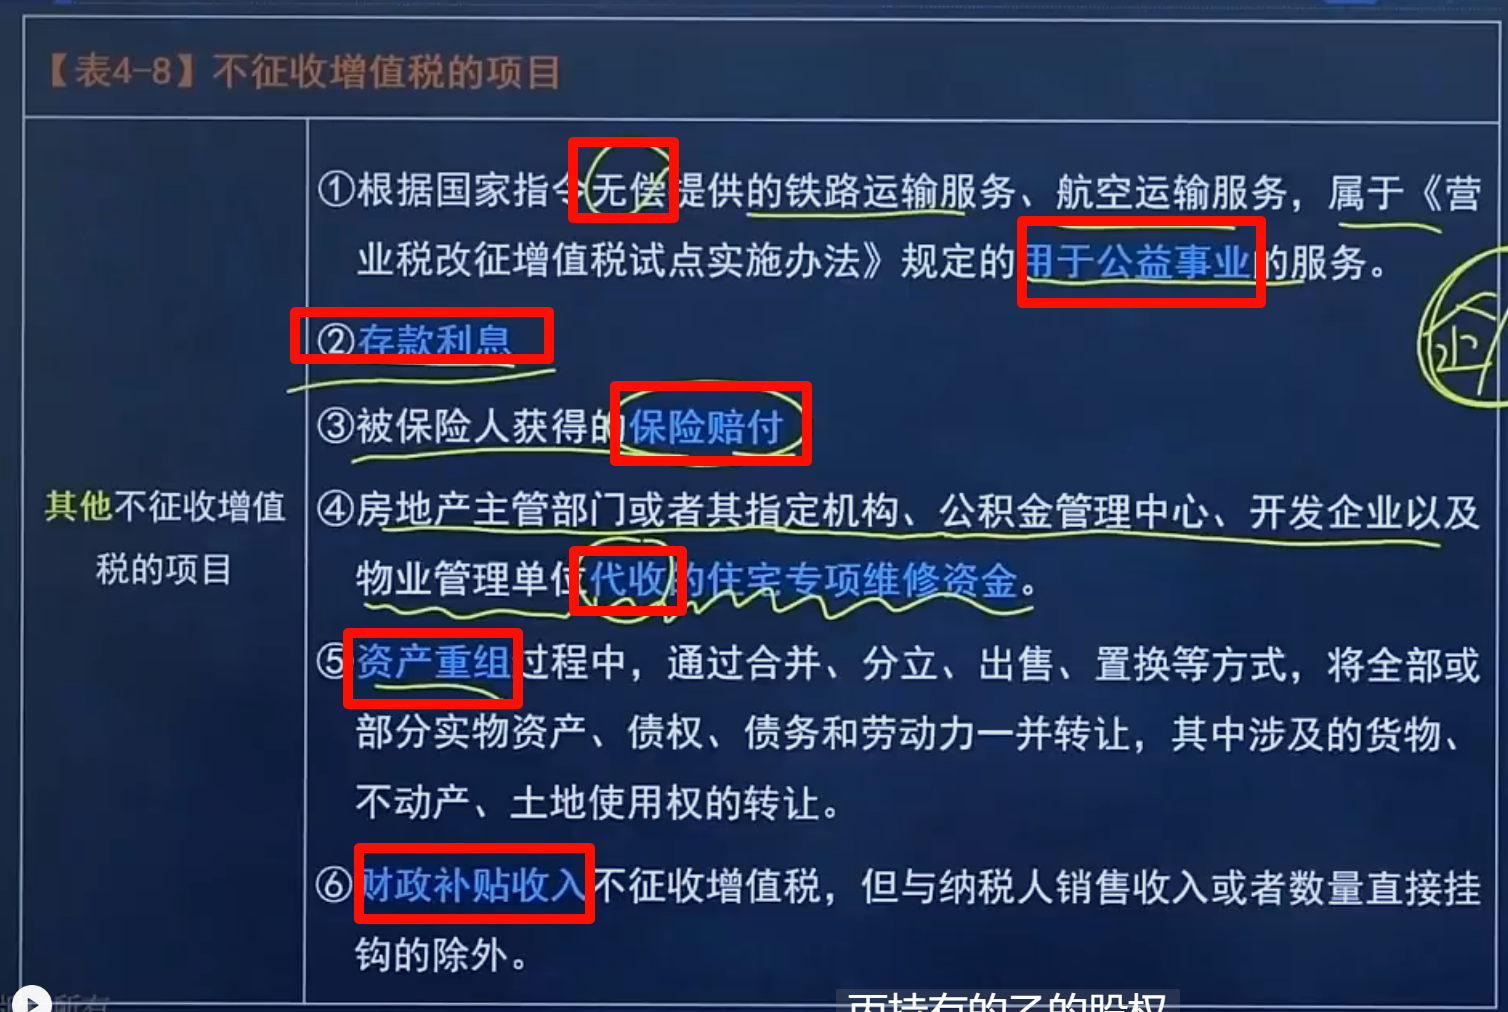 【表4-8】不征收增值税的项目
其他不征收增值
税的项目
①根据国家指令无偿提供的铁路运输服务、航空运输服务，属于《营
业税改征增值税试点实施办法》规定的用于公益事业的服务。
②存款利息
③被保险人获得的保险赔付
④房地产主管部门或者其指定机构、公积金管理中心、开发企业以及
物业管理单位代收的住宅专项维修资金。
⑤资产重组过程中，通过合并、分立、出售、置换等方式，将全部或
部分实物资产、债权、债务和劳动力一并转让，其中涉及的货物、
不动产、土地使用权的转让。
⑥财政补贴收入不征收增值税，但与纳税人销售收入或者数量直接挂
钩的除外。
企
所有
丙持有的乙的股权